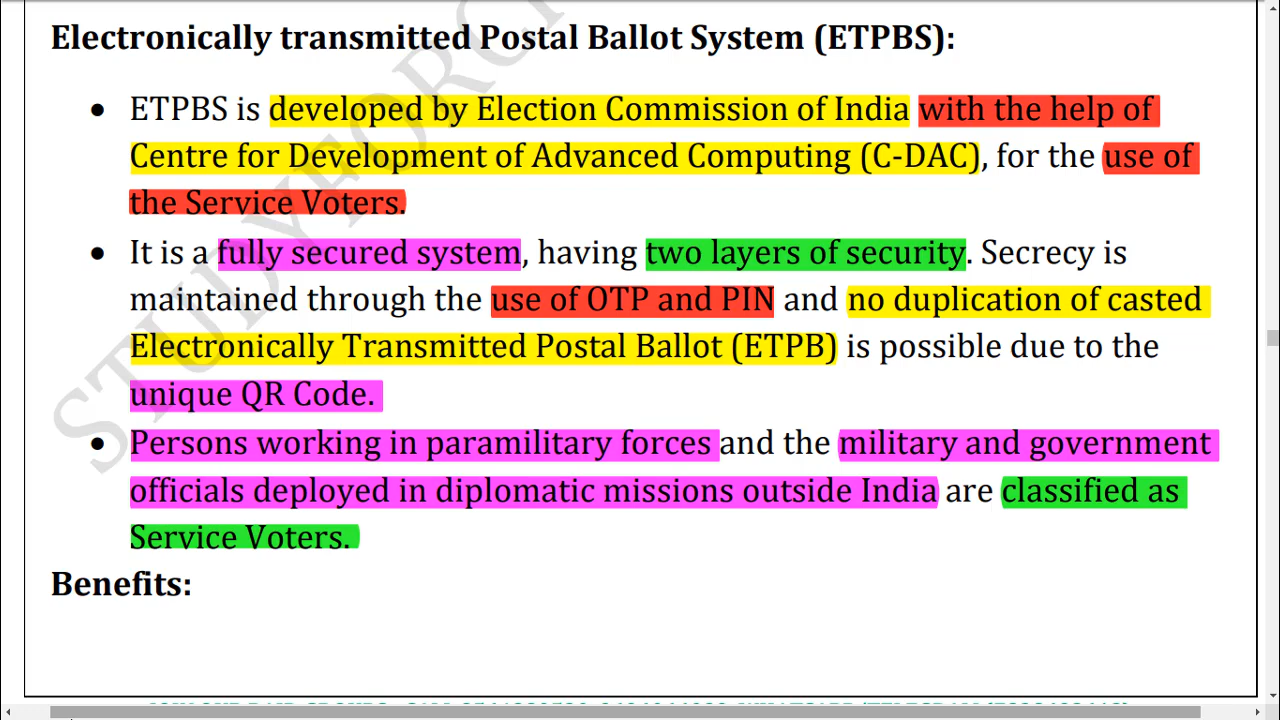 Electronically transmitted Postal Ballot System (ETPBS):
• ETPBS is developed by Election Commission of India with the help of
Centre for Development of Advanced Computing (C-DAC), for the use of
the Service Voters.
• It is a fully secured system, having two layers of security. Secrecy is
maintained through the use of OTP and PIN and no duplication of casted
Electronically Transmitted Postal Ballot (ETPB) is possible due to the
unique QR Code.
• Persons working in paramilitary forces and the military and government
officials deployed in diplomatic missions outside India are classified as
Service Voters.
Benefits: